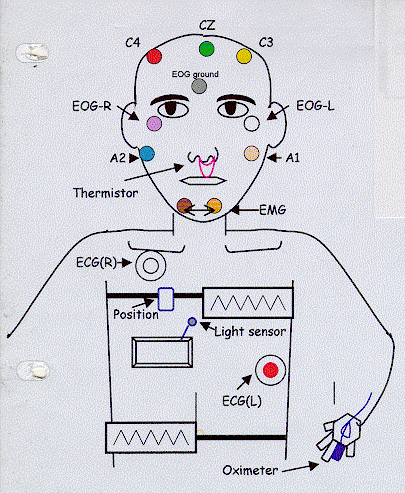 CZ
C4
C3
EOG ground
EOG-R
EOG-L
A2
A1
Thermistor
EMG
ECG(R)
Position
Light sensor
ECG(L)
Oximeter